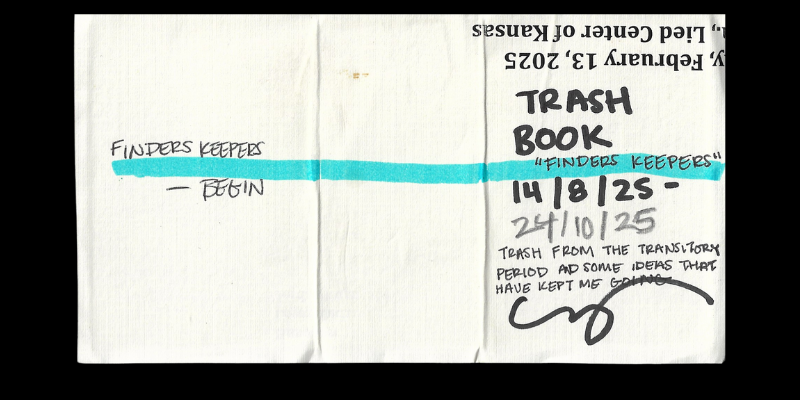 FINDERS KEEPERS
— BEGIN
., Lied Center of Kansas
y, February 13, 2025
TRASH
BOOK
"FINDERS KEEPERS"
14/8/25 -
24/10/25
TRASH FROM THE TRANSITORY
PERIOD AD SOME IDEAS THAT
HAVE KEPT ME GOING